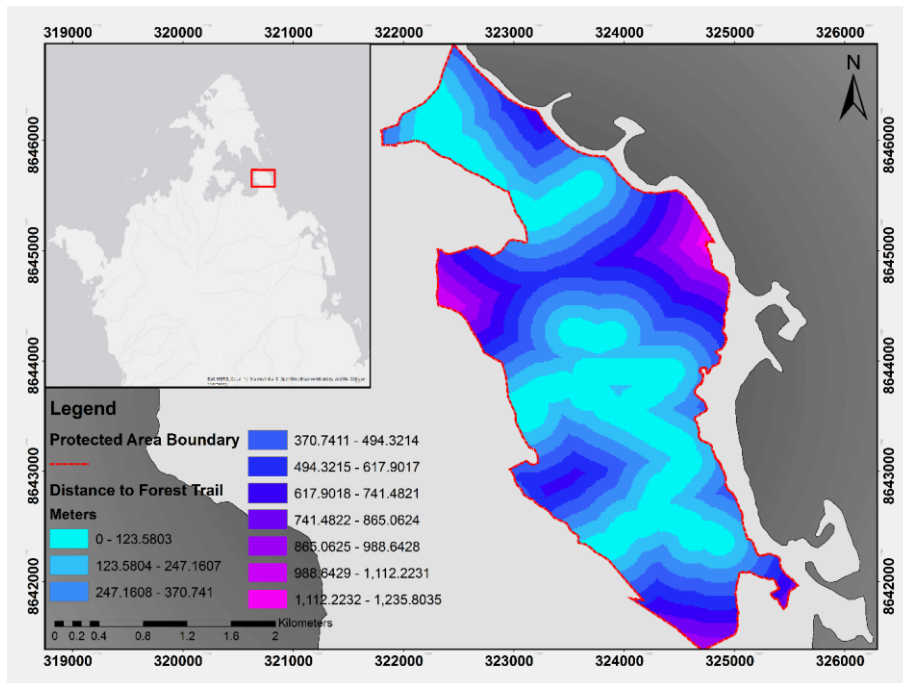 319000 320000 321000 322000 323000 324000 325000 326000
N
8646000
8646000
8645000
8645000
8644000
8644000
Legend
Protected Area Boundary
Distance to Forest Trail
Meters
0 - 123.5803
123.5804 - 247.1607
247.1608 - 370.741
370.7411 - 494.3214
494.3215 - 617.9017
617.9018 - 741.4821
741.4822 - 865.0624
865.0625 - 988.6428
988.6429 - 1,112.2231
1,112.2232 - 1,235.8035
8643000
8643000
8642000
8642000
Kilometers
0 0.2 0.4 0.8 1.2 1.6 2
319000 320000 321000 322000 323000 324000 325000 326000